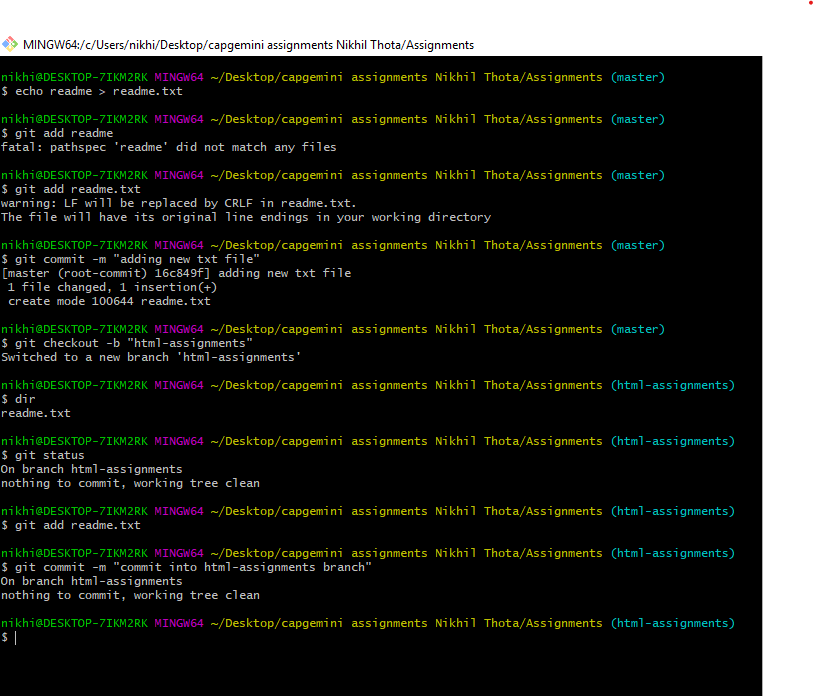 MINGW64:/c/Users/nikhi/Desktop/capgemini assignments Nikhil Thota/Assignments
nikhi@DESKTOP-7IKM2RK MINGW64 ~/Desktop/capgemini assignments Nikhil Thota/Assignments (master)
$ echo readme > readme.txt
nikhi@DESKTOP-7IKM2RK MINGW64 ~/Desktop/capgemini assignments Nikhil Thota/Assignments (master)
$ git add readme
fatal: pathspec 'readme' did not match any files
nikhi@DESKTOP-7IKM2RK MINGW64 ~/Desktop/capgemini assignments Nikhil Thota/Assignments (master)
$ git add readme.txt
warning: LF will be replaced by CRLF in readme.txt.
The file will have its original line endings in your working directory
nikhi@DESKTOP-7IKM2RK MINGW64 ~/Desktop/capgemini assignments Nikhil Thota/Assignments (master)
$ git commit -m "adding new txt file"
[master (root-commit) 16c849f] adding new txt file
1 file changed, 1 insertion(+)
create mode 100644 readme.txt
nikhi@DESKTOP-7IKM2RK MINGW64 ~/Desktop/capgemini assignments Nikhil Thota/Assignments (master)
$ git checkout -b "html-assignments"
Switched to a new branch 'html-assignments'
nikhi@DESKTOP-7IKM2RK MINGW64 ~/Desktop/capgemini assignments Nikhil Thota/Assignments (html-assignments)
$ dir
readme.txt
nikhi@DESKTOP-7IKM2RK MINGW64 ~/Desktop/capgemini assignments Nikhil Thota/Assignments (html-assignments)
$ git status
On branch html-assignments
nothing to commit, working tree clean
nikhi@DESKTOP-7IKM2RK MINGW64 ~/Desktop/capgemini assignments Nikhil Thota/Assignments (html-assignments)
$ git add readme.txt
nikhi@DESKTOP-7IKM2RK MINGW64 ~/Desktop/capgemini assignments Nikhil Thota/Assignments (html-assignments)
$ git commit -m "commit into html-assignments branch"
On branch html-assignments
nothing to commit, working tree clean
nikhi@DESKTOP-7IKM2RK MINGW64 ~/Desktop/capgemini assignments Nikhil Thota/Assignments (html-assignments)
$